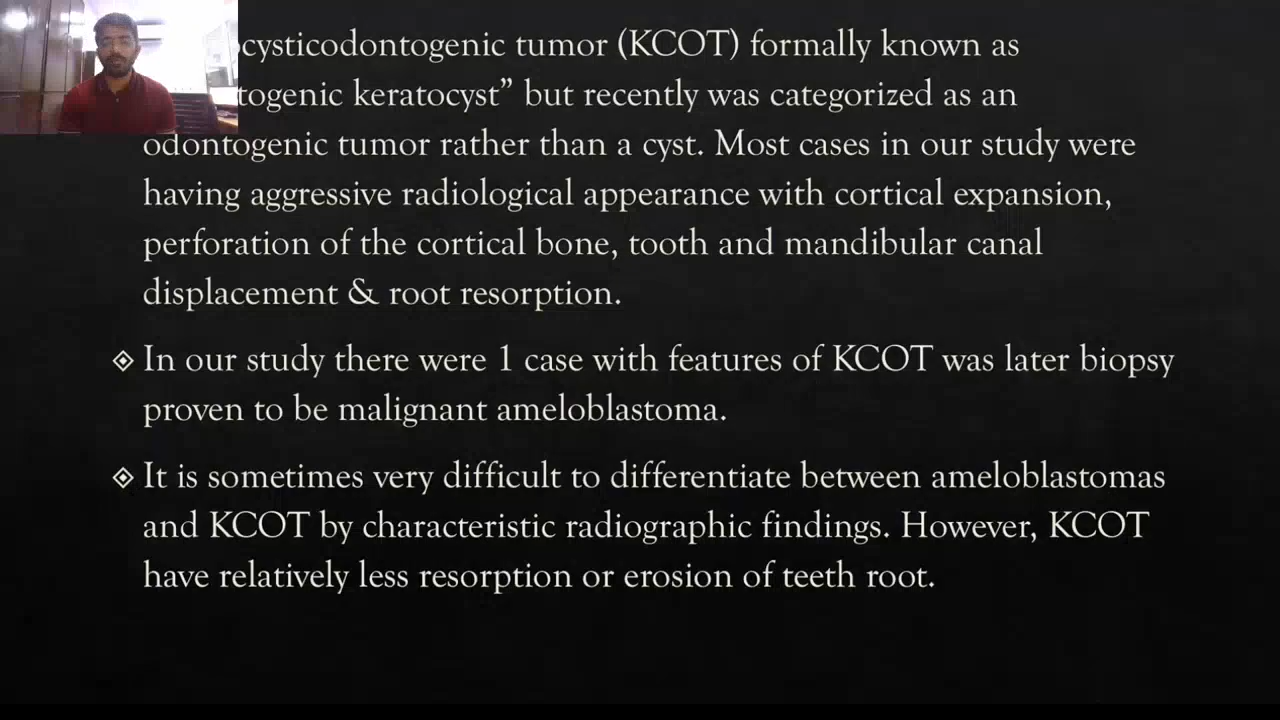 cysticodontogenic tumor (KCOT) formally known as
togenic keratocyst” but recently was categorized as an
odontogenic tumor rather than a cyst. Most cases in our study were
having aggressive radiological appearance with cortical expansion,
perforation of the cortical bone, tooth and mandibular canal
displacement & root resorption.
In our study there were 1 case with features of KCOT was later biopsy
proven to be malignant ameloblastoma.
It is sometimes very difficult to differentiate between ameloblastomas
and KCOT by characteristic radiographic findings. However, KCOT
have relatively less resorption or erosion of teeth root.